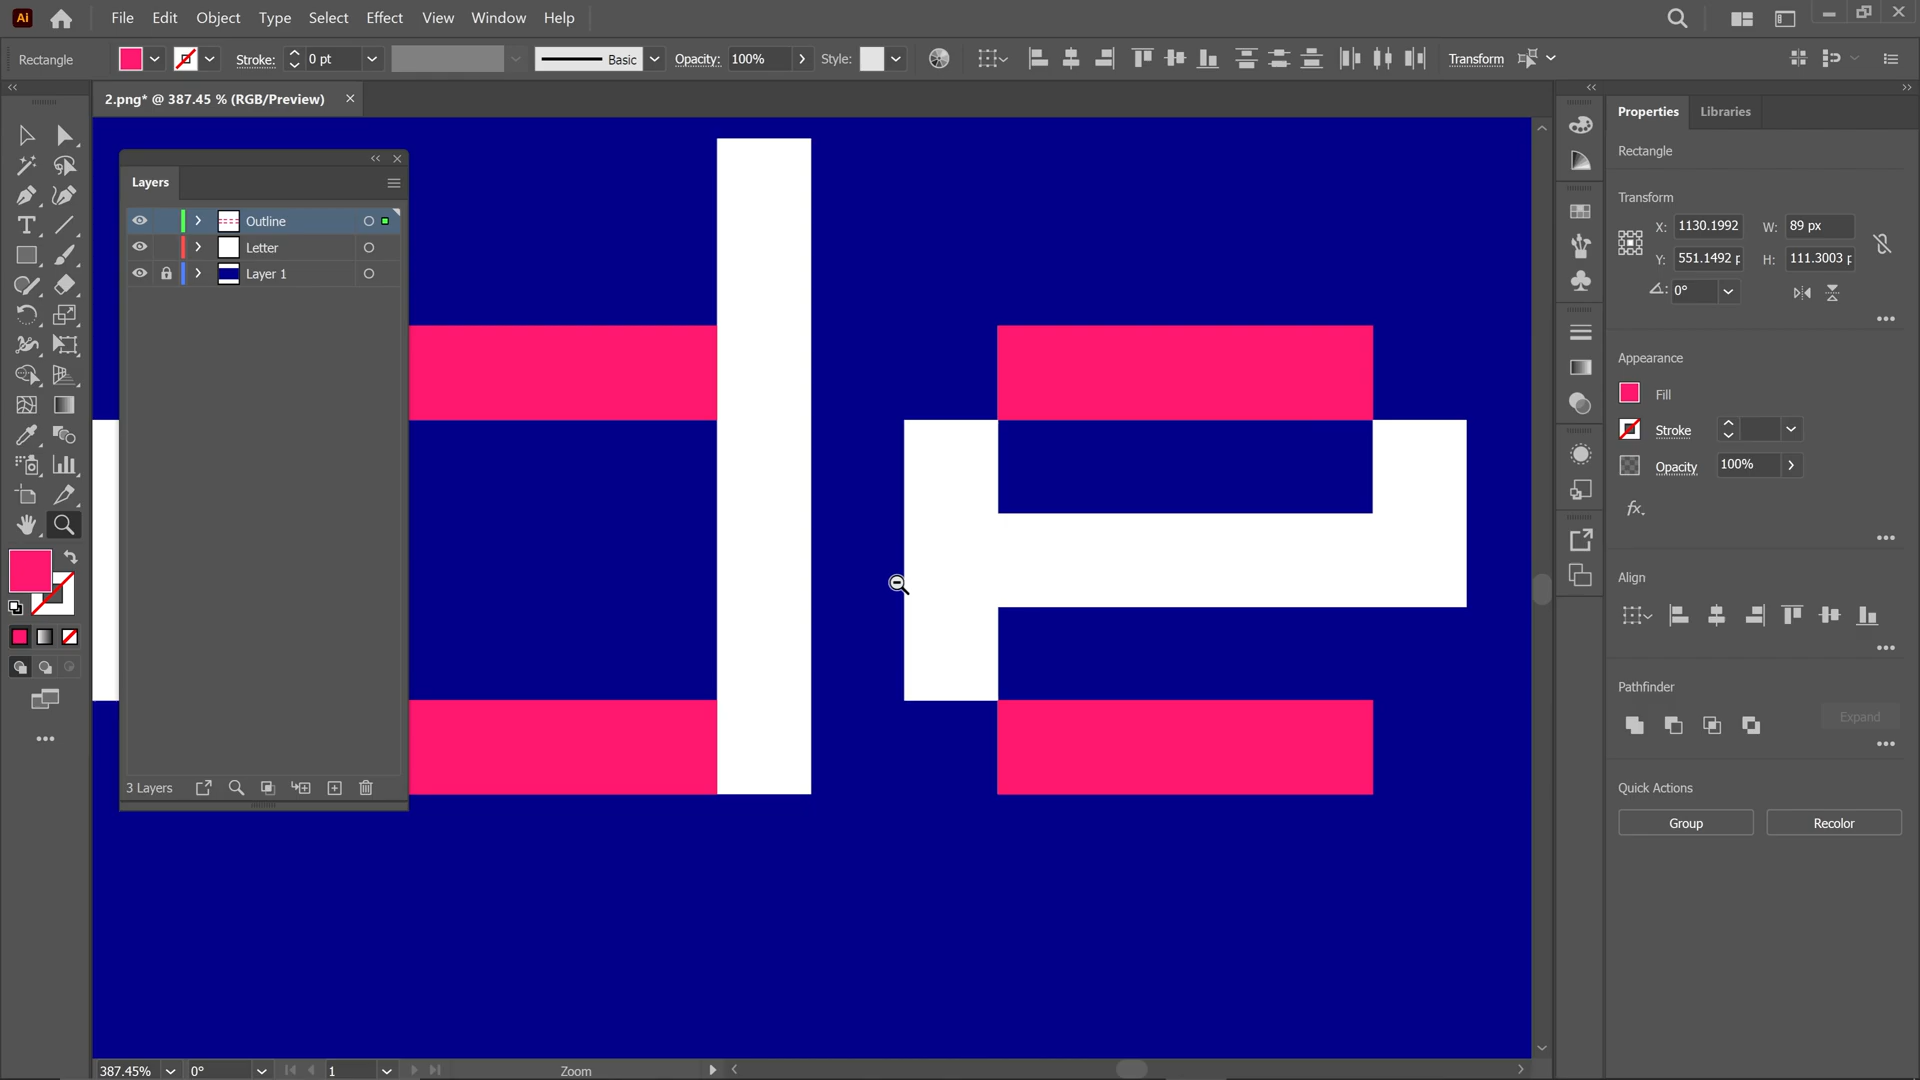 Ai File Edit Object Type Select Effect View Window Help
Rectangle Stroke: 0 pt Basic Opacity: 100% Style: Transform
2.png* @ 387.45 % (RGB/Preview)
Layers
Outline
Letter
Layer 1
3 Layers
Properties Libraries
Rectangle
Transform
X: 1130.1992 W: 89 px
Y: 551.1492 p H: 111.3003 p
0°
Appearance
Fill
Stroke
Opacity 100%
fx.
Align
Pathfinder
Expand
Quick Actions
Group Recolor
387.45% 0° 1 Zoom